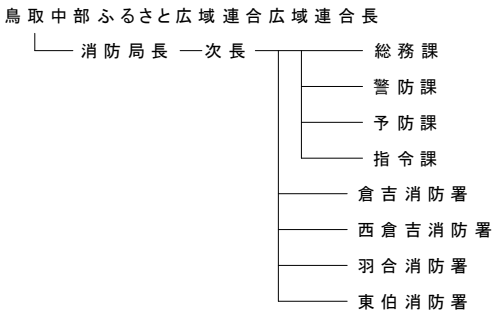 鳥取中部ふるさと広域連合広域連合長
消防局長 次長 総務課
警防課
予防課
指令課
倉吉消防署
西倉吉消防署
羽合消防署
東伯消防署